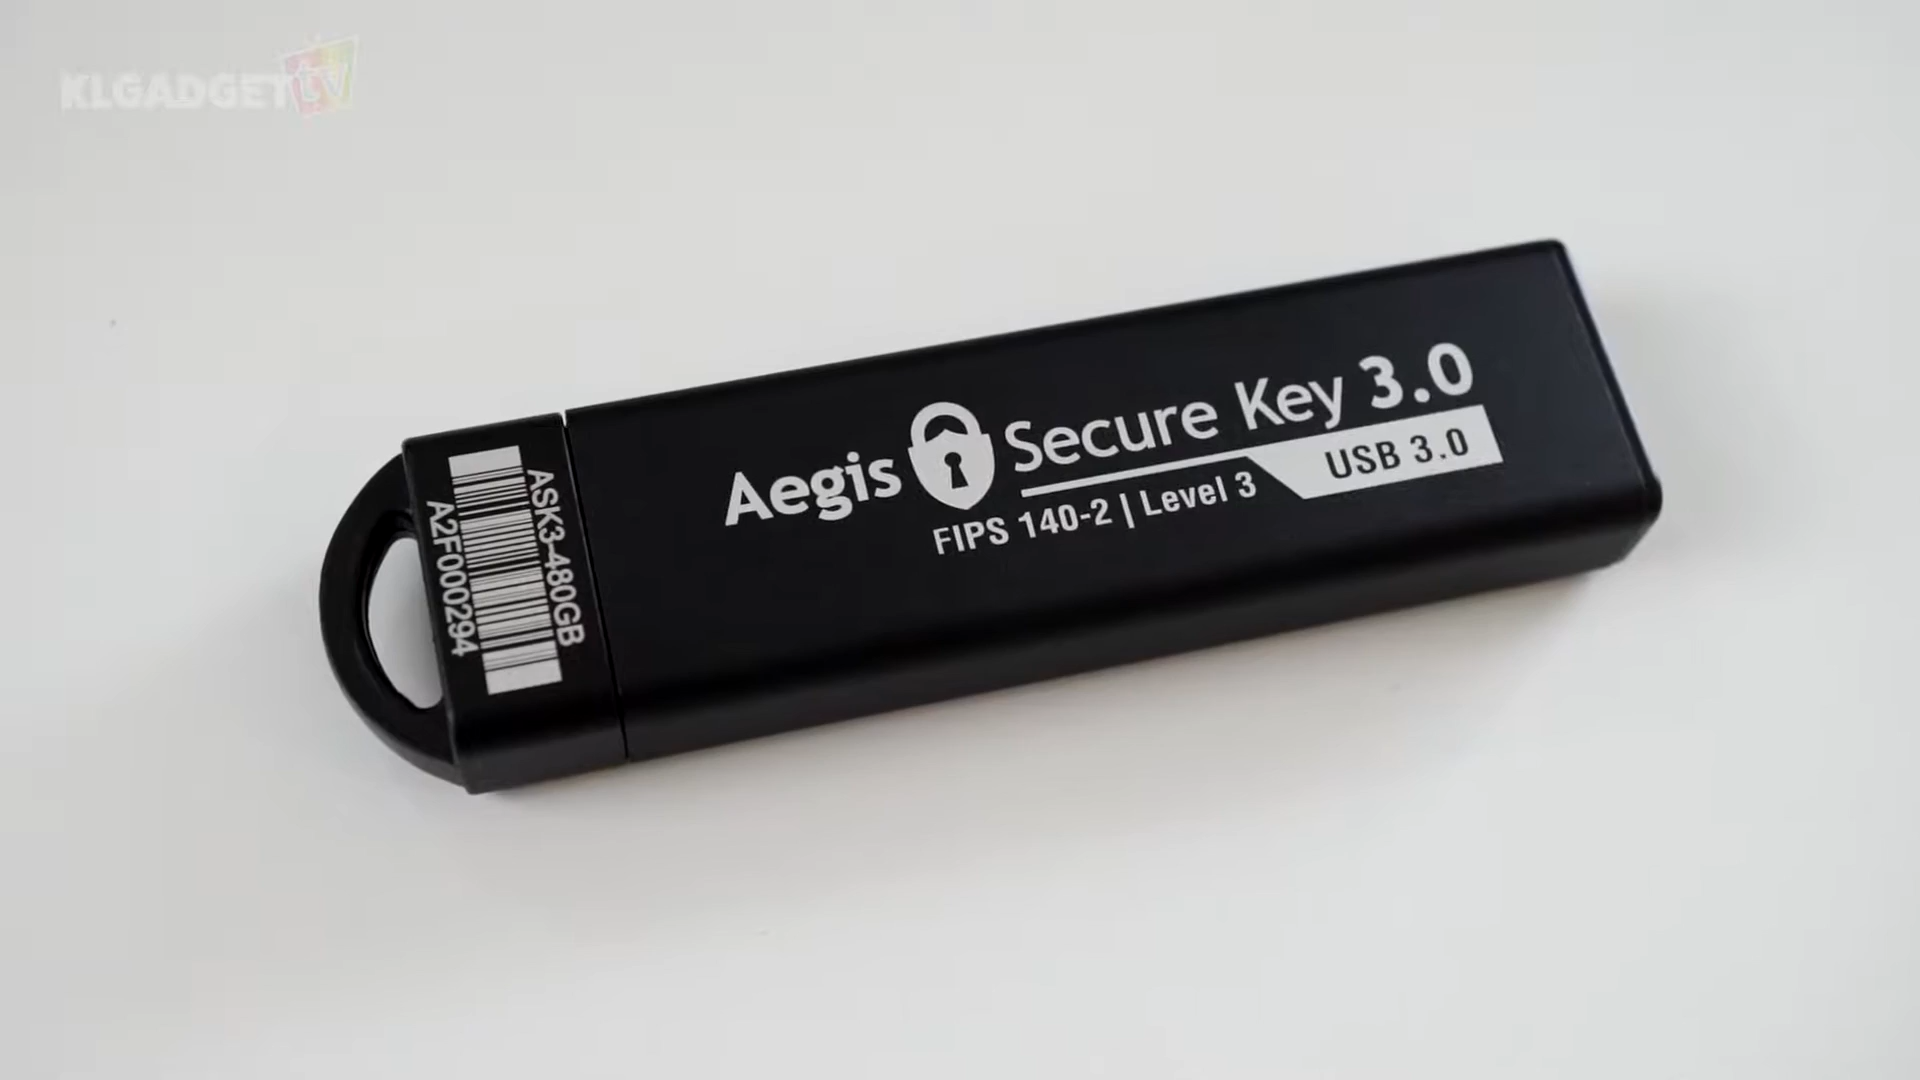 KLGADGET tv
Aegis Secure Key 3.0
USB 3.0
FIPS 140-2 | Level 3
ASK3-480GB
A2F000294